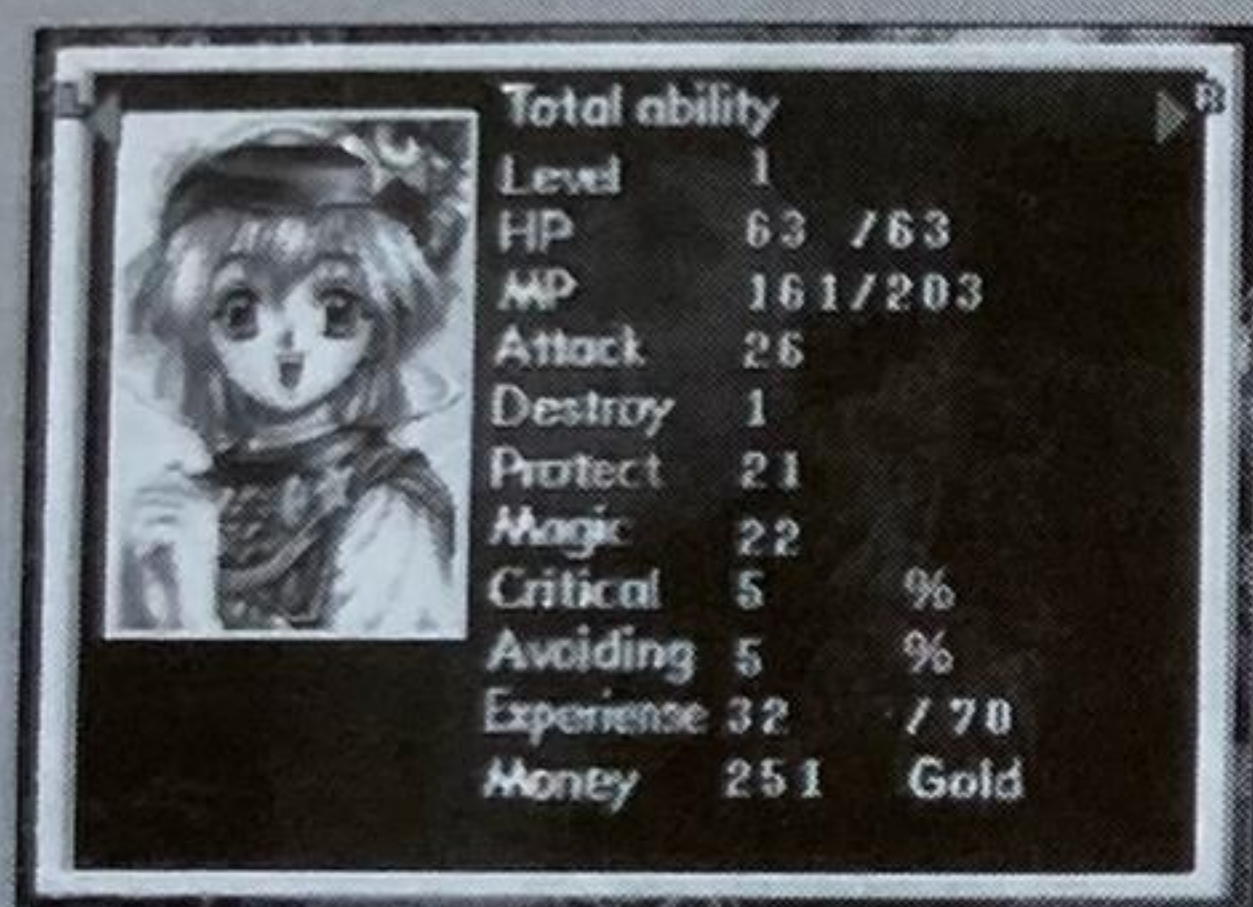 L R
Total ability
Level 1
HP 63 /63
MP 161/203
Attack 26
Destroy 1
Protect 21
Magic 22
Critical 5 %
Avoiding 5 %
Experiense 32 /70
Money 251 Gold